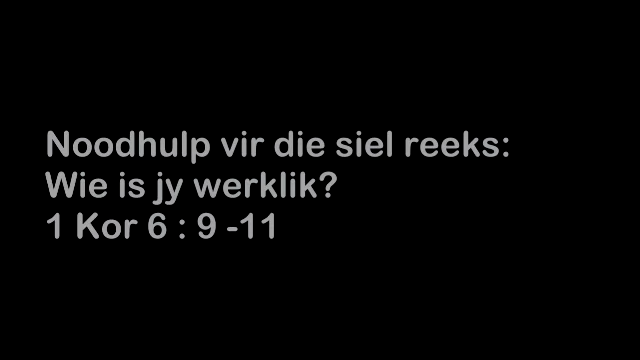 Noodhulp vir die siel reeks:
Wie is jy werklik?
1 Kor 6 : 9 -11